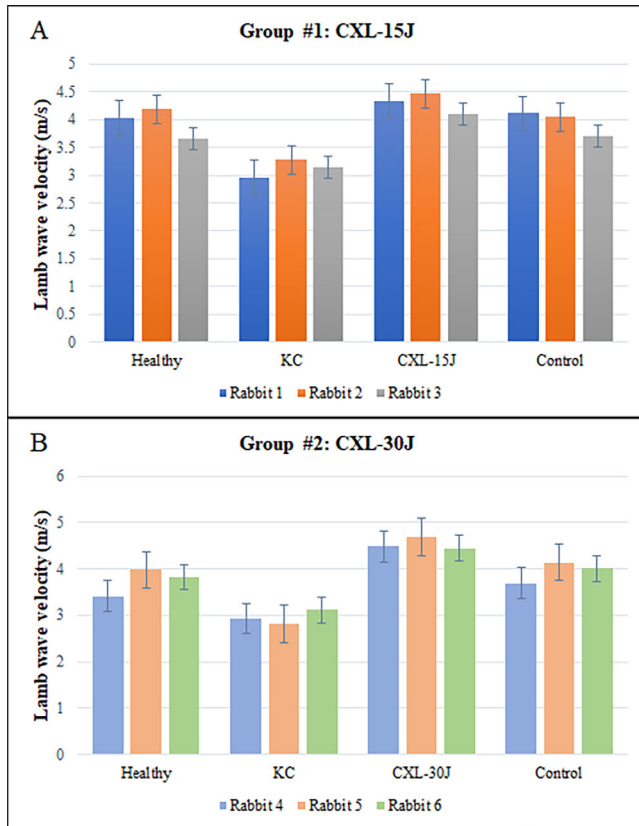 A
Group #1: CXL-15J
Lamb wave velocity (m/s)
5
4.5
4
3.5
3
2.5
2
1.5
1
0.5
0
Healthy KC CXL-15J Control
Rabbit 1 Rabbit 2 Rabbit 3
B
Group #2: CXL-30J
Lamb wave velocity (m/s)
6
5
4
3
2
1
0
Healthy KC CXL-30J Control
Rabbit 4 Rabbit 5 Rabbit 6